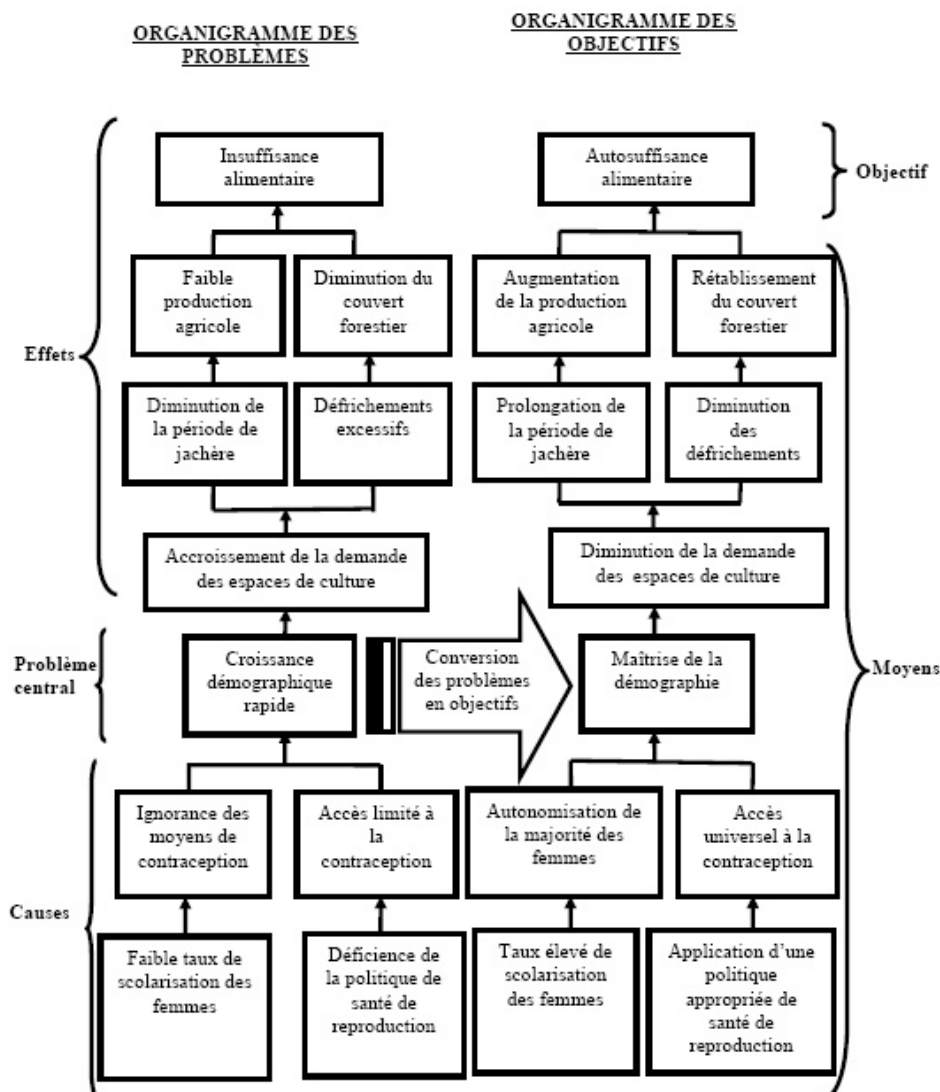 ORGANIGRAMME DES
PROBLÈMES
ORGANIGRAMME DES
OBJECTIFS
Insuffisance
alimentaire
Autosuffisance
alimentaire
Objectif
Faible
production
agricole
Diminution du
couvert
forestier
Augmentation
de la production
agricole
Rétablissement
du couvert
forestier
Effets
Diminution de
la période de
jachère
Défrichements
excessifs
Prolongation de
la période de
jachère
Diminution
des
défrichements
Accroissement de la demande
des espaces de culture
Diminution de la demande
des espaces de culture
Problème
central
Croissance
démographique
rapide
Conversion
des problèmes
en objectifs
Maîtrise de la
démographie
Moyens
Ignorance des
moyens de
contraception
Accès limité à
la
contraception
Autonomisation de
la majorité des
femmes
Accès
universel à la
contraception
Causes
Faible taux de
scolarisation des
femmes
Déficience de
la politique de
santé de
reproduction
Taux élevé de
scolarisation
des femmes
Application d’une
politique
appropriée de
santé de
reproduction